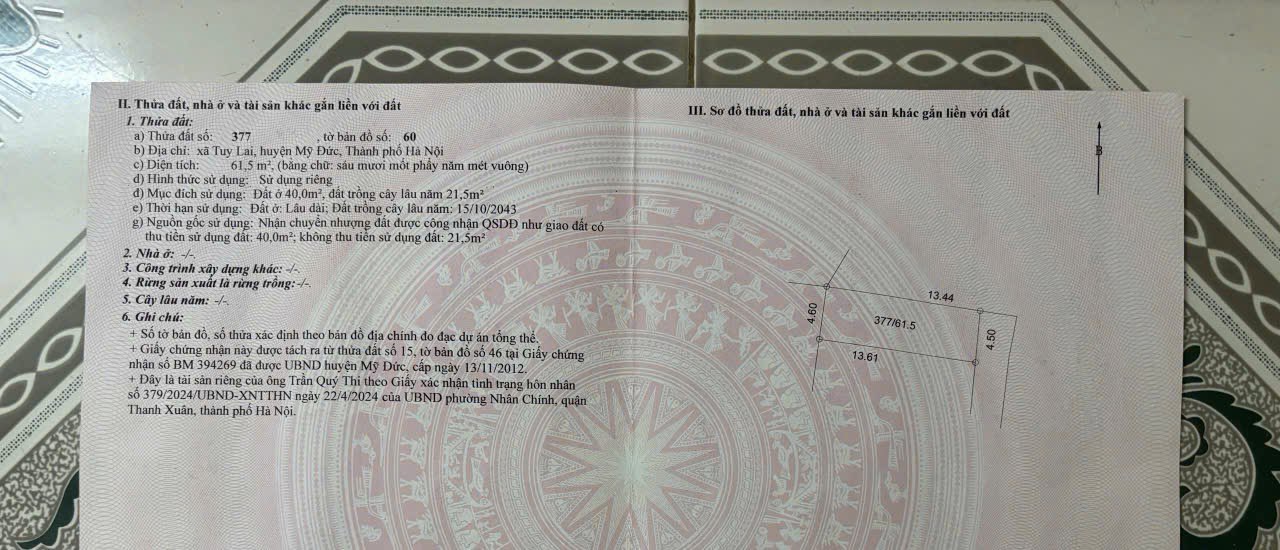 II. Thửa đất, nhà ở và tài sản khác gắn liền với đất
1. Thửa đất:
a) Thửa đất số: 377 , tờ bản đồ số: 60
b) Địa chỉ: xã Tuy Lai, huyện Mỹ Đức, Thành phố Hà Nội
c) Diện tích: 61,5 m², (bằng chữ: sáu mươi mốt phẩy năm mét vuông)
d) Hình thức sử dụng: Sử dụng riêng
đ) Mục đích sử dụng: Đất ở 40,0m², đất trồng cây lâu năm 21,5m²
e) Thời hạn sử dụng: Đất ở: Lâu dài; Đất trồng cây lâu năm: 15/10/2043
g) Nguồn gốc sử dụng: Nhận chuyển nhượng đất được công nhận QSDĐ như giao đất có
thu tiền sử dụng đất: 40,0m²; không thu tiền sử dụng đất: 21,5m²
2. Nhà ở: -/-.
3. Công trình xây dựng khác: -/-.
4. Rừng sản xuất là rừng trồng: -/-.
5. Cây lâu năm: -/-.
6. Ghi chú:
+ Số tờ bản đồ, số thửa xác định theo bản đồ địa chính đo đạc dự án tổng thể.
+ Giấy chứng nhận này được tách ra từ thửa đất số 15, tờ bản đồ số 46 tại Giấy chứng
nhận số BM 394269 đã được UBND huyện Mỹ Đức, cấp ngày 13/11/2012.
+ Đây là tài sản riêng của ông Trần Quý Thi theo Giấy xác nhận tình trạng hôn nhân
số 379/2024/UBND-XNTTHN ngày 22/4/2024 của UBND phường Nhân Chính, quận
Thanh Xuân, thành phố Hà Nội.
III. Sơ đồ thửa đất, nhà ở và tài sản khác gắn liền với đất
B
13.44
4.60
377/61.5
4.50
13.61